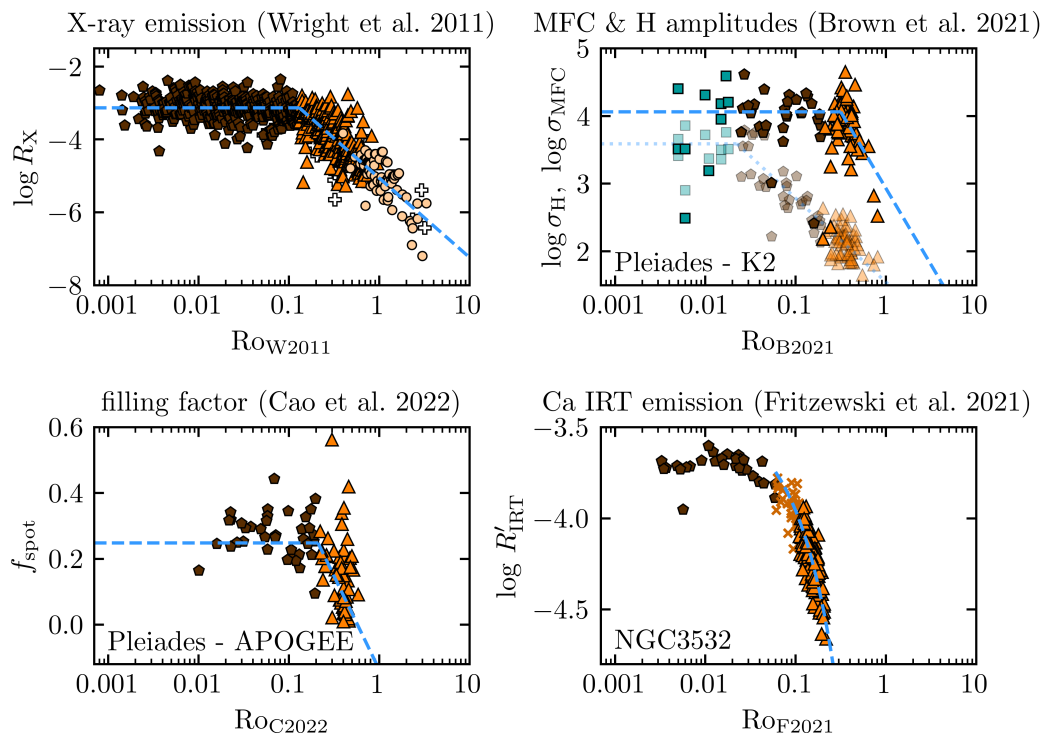 X-ray emission (Wright et al. 2011)
−2
−4
−6
−8
log R_X
0.001 0.01 0.1 1 10
Ro_W2011
MFC & H amplitudes (Brown et al. 2021)
5
4
3
2
log σ_H, log σ_MFC
Pleiades - K2
0.001 0.01 0.1 1 10
Ro_B2021
filling factor (Cao et al. 2022)
0.6
0.4
0.2
0.0
f_spot
Pleiades - APOGEE
0.001 0.01 0.1 1 10
Ro_C2022
Ca IRT emission (Fritzewski et al. 2021)
−3.5
−4.0
−4.5
log R′_IRT
NGC3532
0.001 0.01 0.1 1 10
Ro_F2021